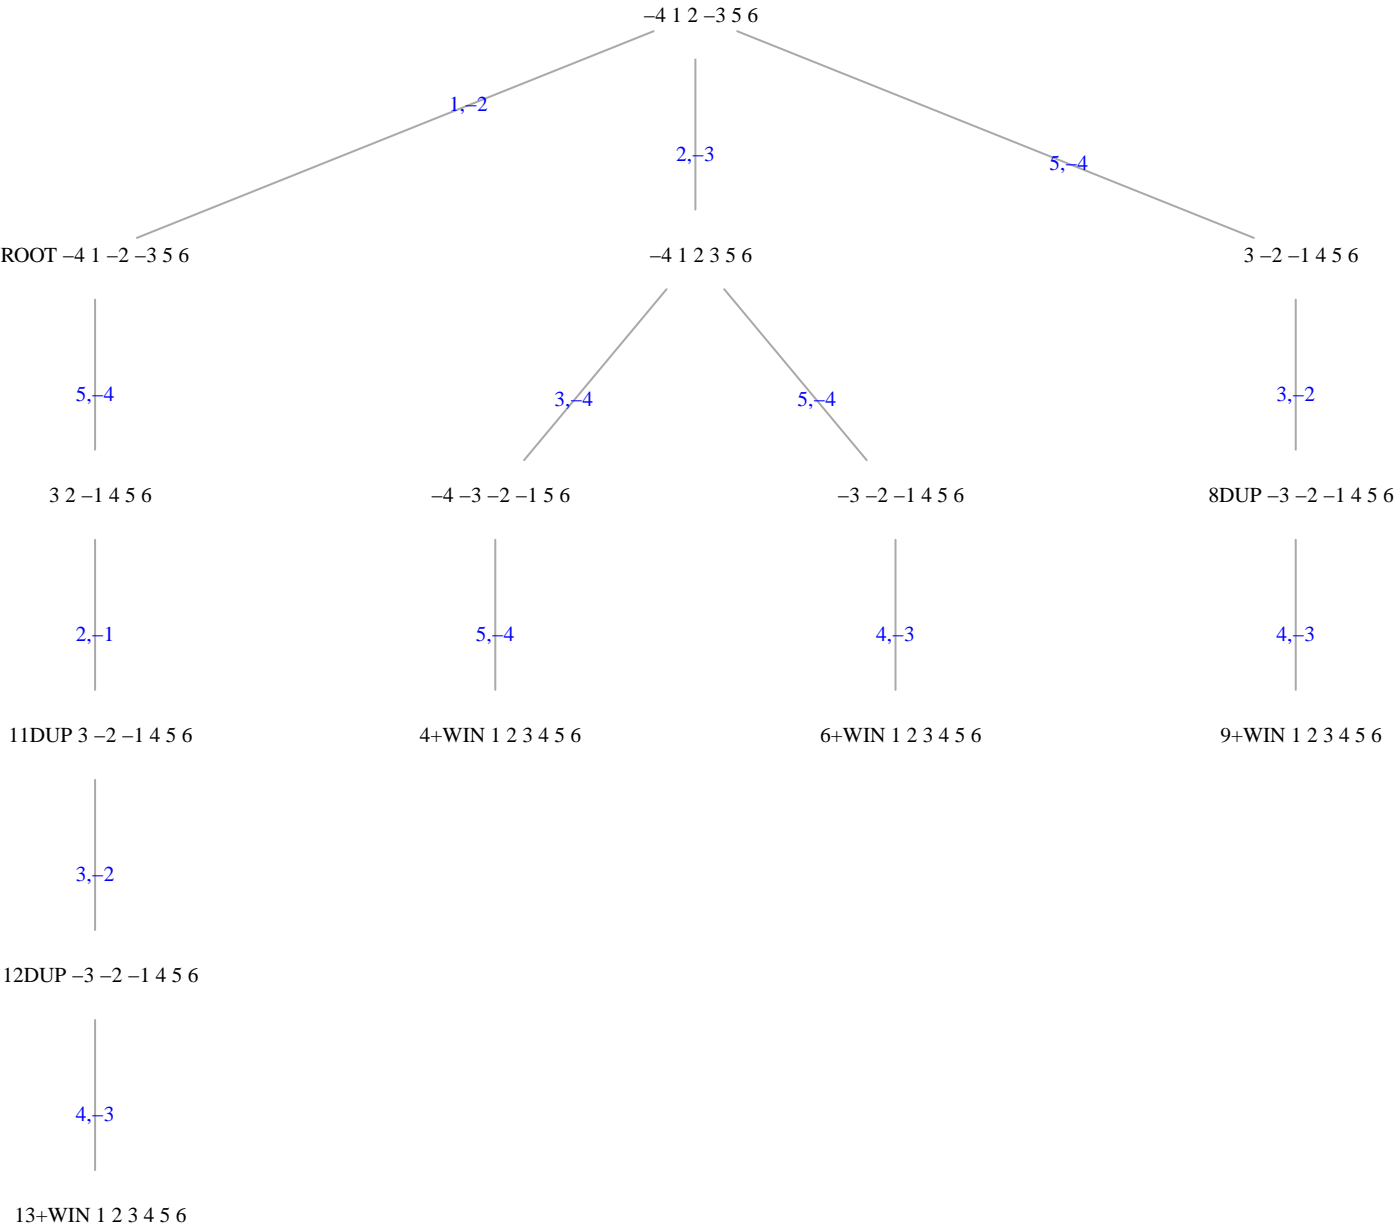 –4 1 2 –3 5 6
1,–2
2,–3
5,–4
ROOT –4 1 –2 –3 5 6
–4 1 2 3 5 6
3 –2 –1 4 5 6
5,–4
3,–4
5,–4
3,–2
3 2 –1 4 5 6
–4 –3 –2 –1 5 6
–3 –2 –1 4 5 6
8DUP –3 –2 –1 4 5 6
2,–1
5,–4
4,–3
4,–3
11DUP 3 –2 –1 4 5 6
4+WIN 1 2 3 4 5 6
6+WIN 1 2 3 4 5 6
9+WIN 1 2 3 4 5 6
3,–2
12DUP –3 –2 –1 4 5 6
4,–3
13+WIN 1 2 3 4 5 6